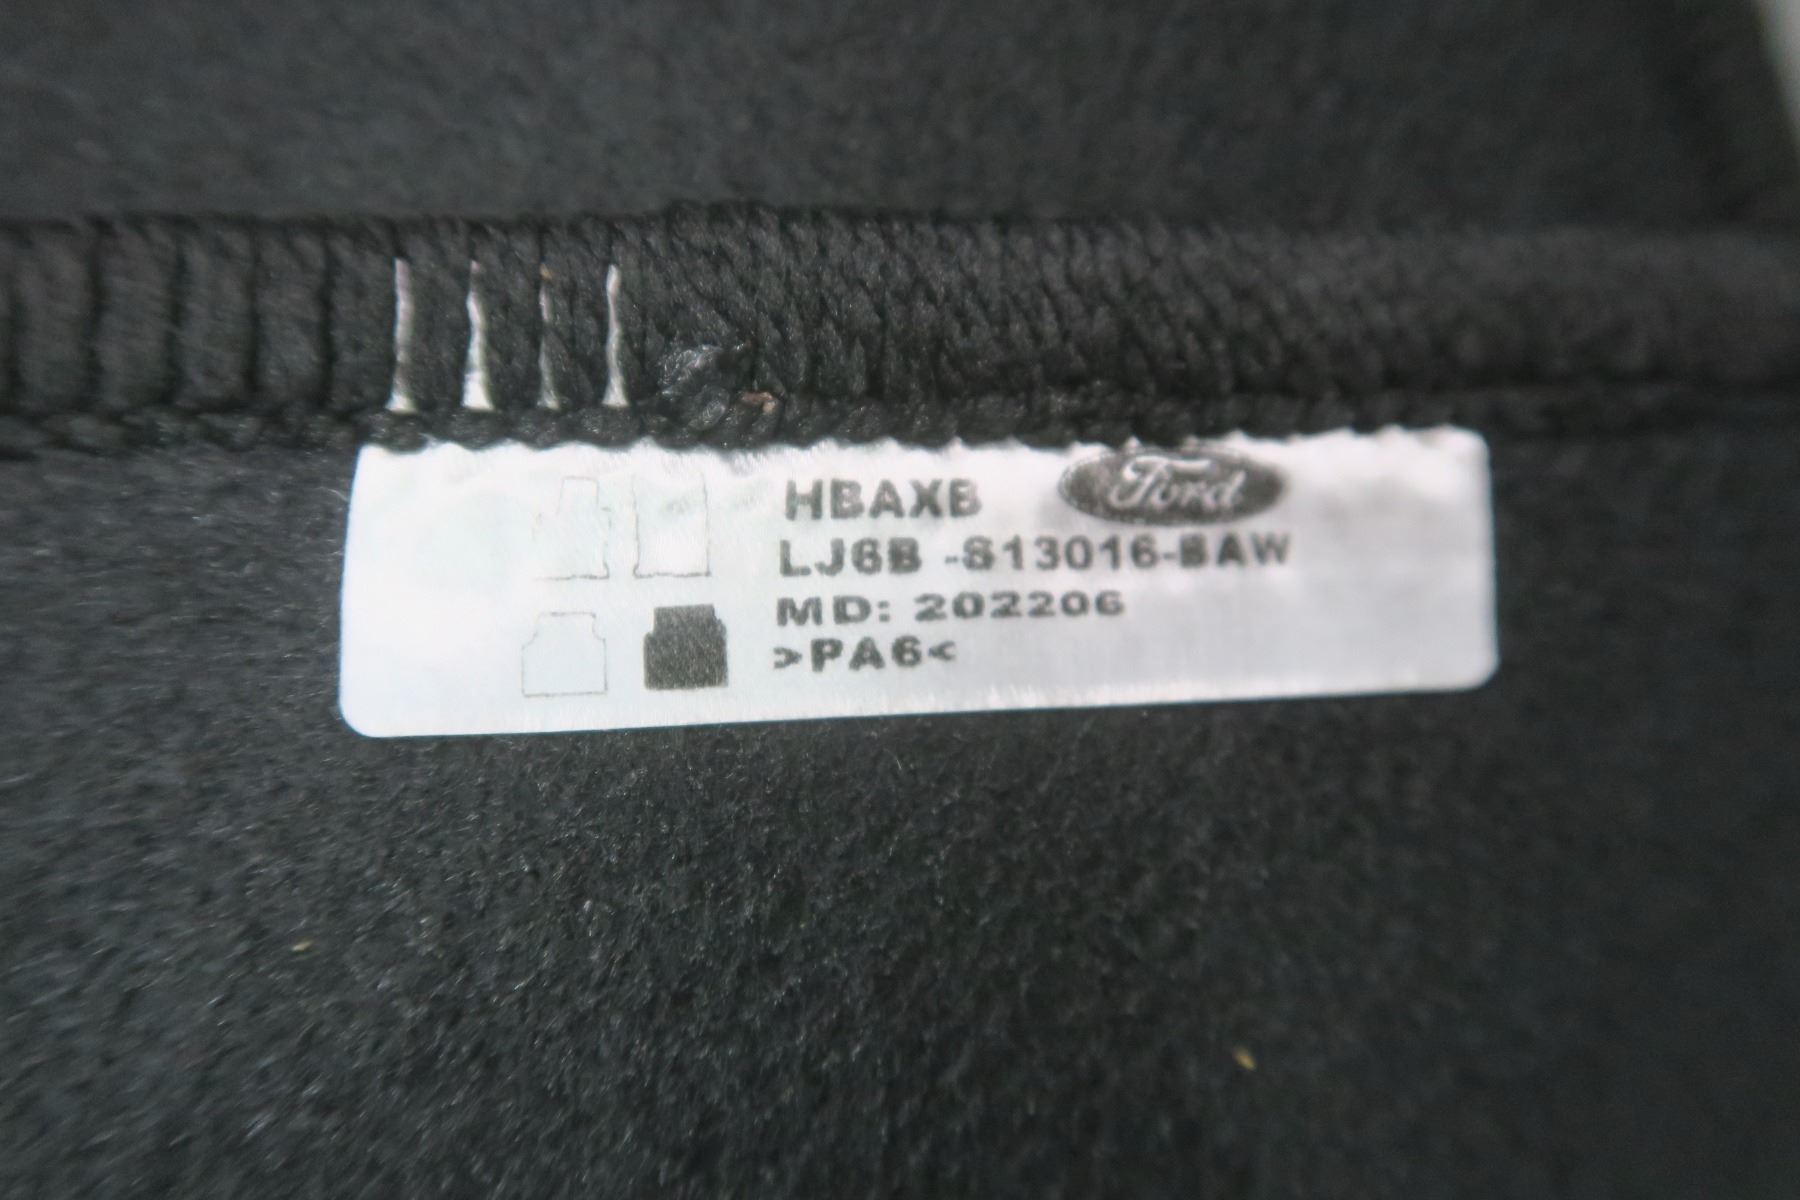 HBAXB Ford
LJ6B -S13016-BAW
MD: 202206
>PA6<